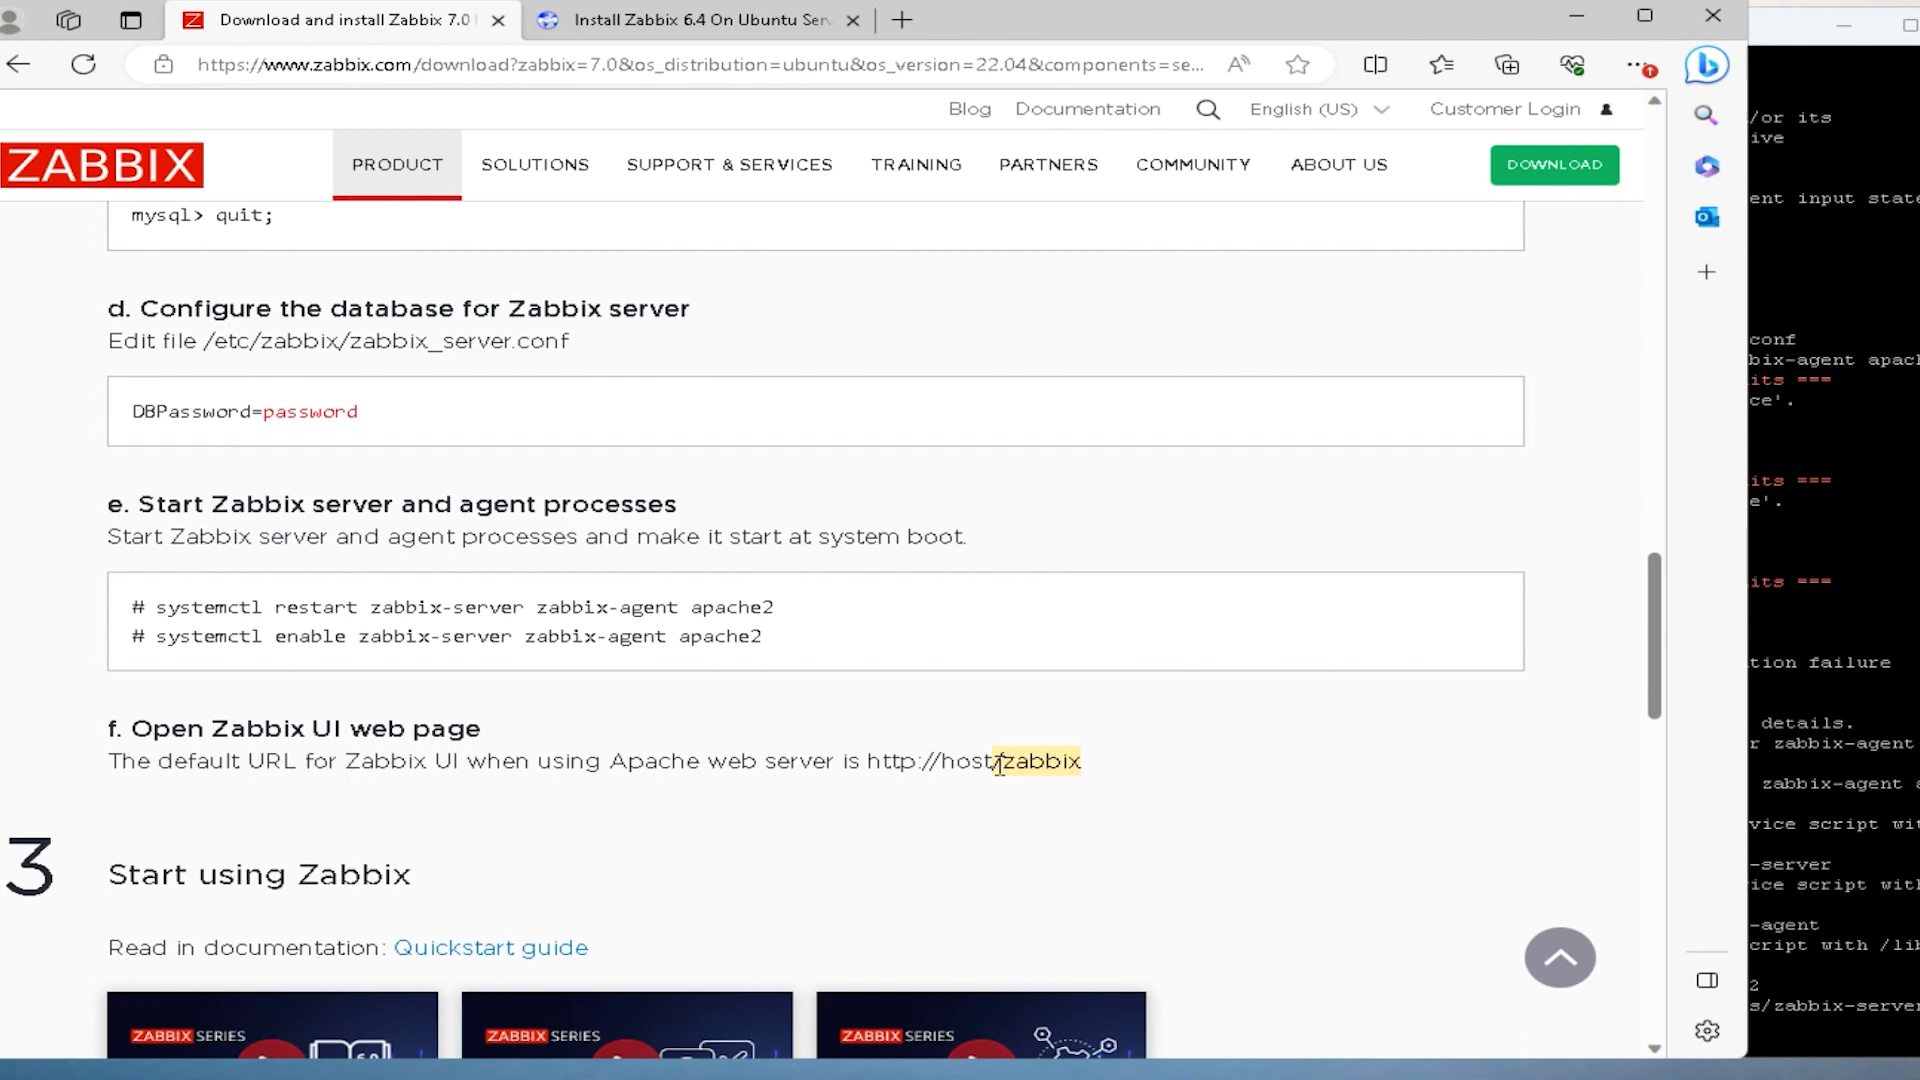 Download and install Zabbix 7.0
Install Zabbix 6.4 On Ubuntu Ser
https://www.zabbix.com/download?zabbix=7.0&os_distribution=ubuntu&os_version=22.04&components=se...
Blog Documentation English (US) Customer Login
ZABBIX PRODUCT SOLUTIONS SUPPORT & SERVICES TRAINING PARTNERS COMMUNITY ABOUT US DOWNLOAD
mysql> quit;
d. Configure the database for Zabbix server
Edit file /etc/zabbix/zabbix_server.conf
DBPassword=password
e. Start Zabbix server and agent processes
Start Zabbix server and agent processes and make it start at system boot.
# systemctl restart zabbix-server zabbix-agent apache2
# systemctl enable zabbix-server zabbix-agent apache2
f. Open Zabbix UI web page
The default URL for Zabbix UI when using Apache web server is http://host/zabbix
3 Start using Zabbix
Read in documentation: Quickstart guide
ZABBIX SERIES
ZABBIX SERIES
ZABBIX SERIES
/or its
ive
ent input state
conf
bix-agent apach
its ===
ce'.
its ===
e'.
its ===
tion failure
details.
r zabbix-agent
zabbix-agent a
vice script wit
-server
ice script with
-agent
cript with /lib
2
s/zabbix-server